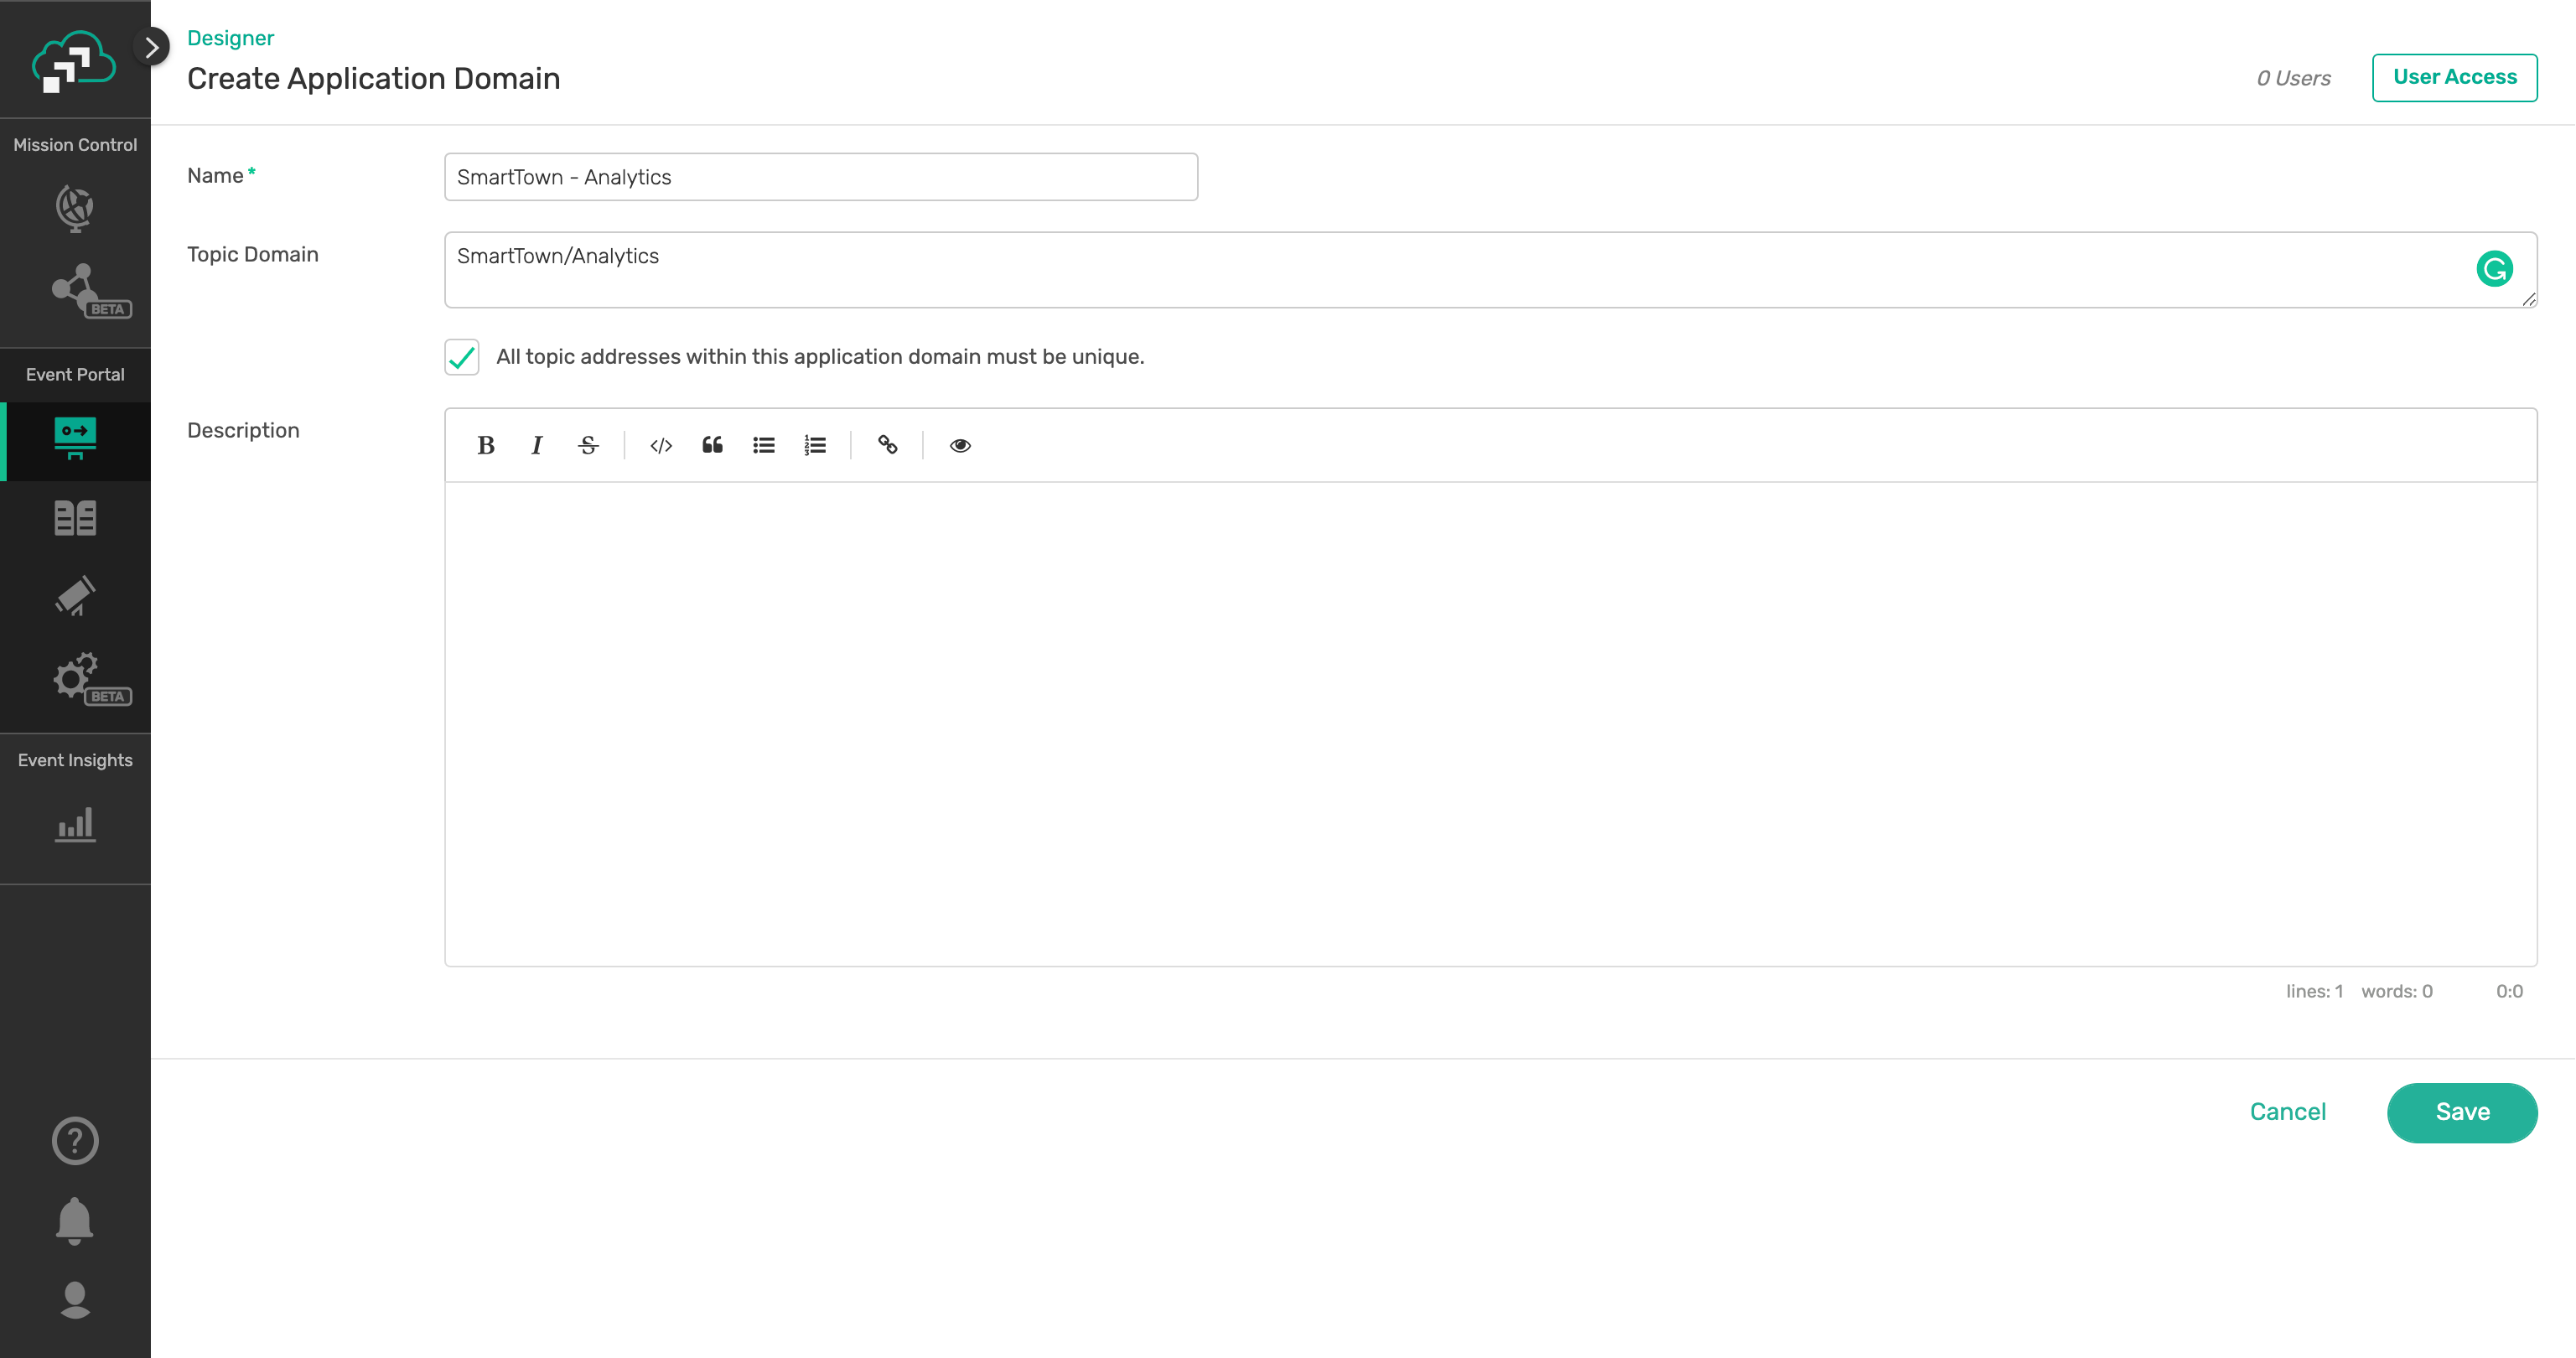 Designer
Create Application Domain
0 Users
User Access
Mission Control
BETA
Event Portal
BETA
Event Insights
Name *
SmartTown - Analytics
Topic Domain
SmartTown/Analytics
All topic addresses within this application domain must be unique.
Description
B I S </>
lines: 1 words: 0 0:0
Cancel
Save